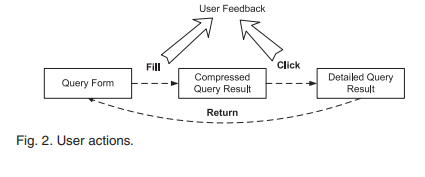 User Feedback
Fill
Click
Query Form
Compressed
Query Result
Detailed Query
Result
Return
Fig. 2. User actions.